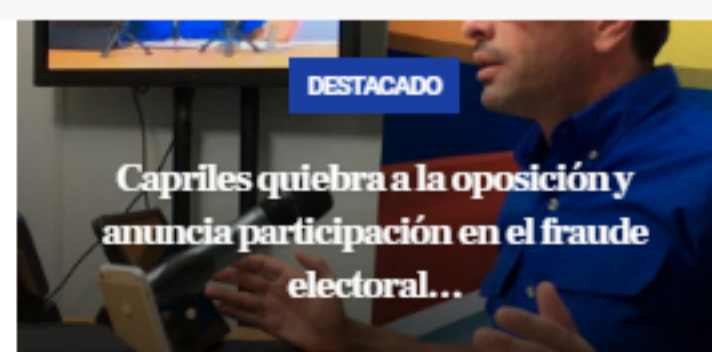 DESTACADO
Capriles quiebra a la oposición y
anuncia participación en el fraude
electoral...